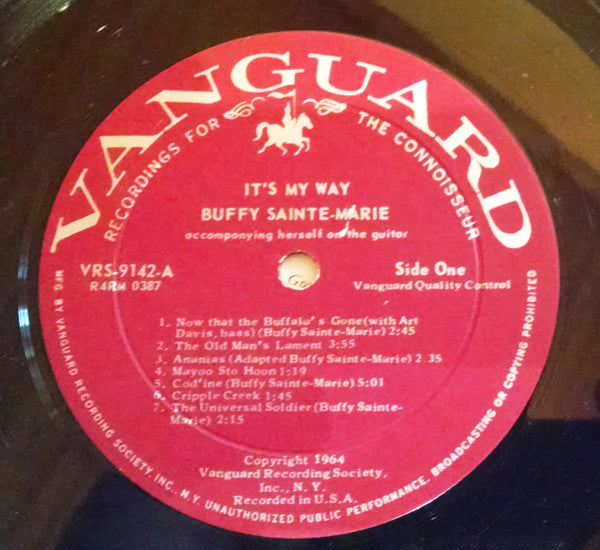 VANGUARD
RECORDINGS FOR THE CONNOISSEUR
IT'S MY WAY
BUFFY SAINTE-MARIE
accompanying herself on the guitar
VRS-9142-A
R4RM 0387
Side One
Vanguard Quality Control
1. Now that the Buffalo's Gone(with Art
Davis, bass) (Buffy Sainte-Marie) 2:45
2. The Old Man's Lament 3:55
3. Ananias (Adapted Buffy Sainte-Marie) 2.35
4. Mayoo Sto Hoon 1:19
5. Cod'ine (Buffy Sainte-Marie) 5:01
6. Cripple Creek 1:45
7. The Universal Soldier (Buffy Sainte-
Marie) 2:15
Copyright 1964
Vanguard Recording Society,
Inc., N. Y.
Recorded in U.S.A.
MFG. BY VANGUARD RECORDING SOCIETY INC., N.Y. UNAUTHORIZED PUBLIC PERFORMANCE, BROADCASTING OR COPYING PROHIBITED